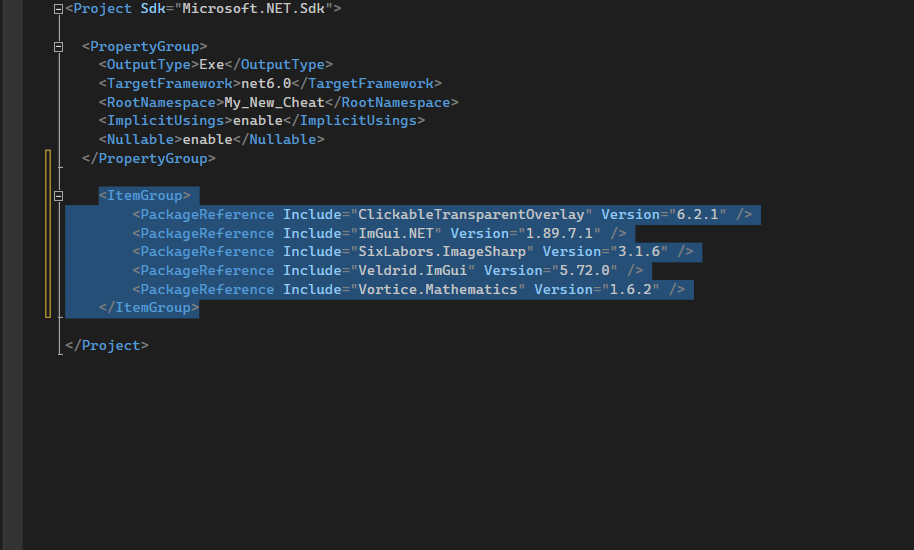 <Project Sdk="Microsoft.NET.Sdk">
<PropertyGroup>
<OutputType>Exe</OutputType>
<TargetFramework>net6.0</TargetFramework>
<RootNamespace>My_New_Cheat</RootNamespace>
<ImplicitUsings>enable</ImplicitUsings>
<Nullable>enable</Nullable>
</PropertyGroup>
<ItemGroup>
<PackageReference Include="ClickableTransparentOverlay" Version="6.2.1" />
<PackageReference Include="ImGui.NET" Version="1.89.7.1" />
<PackageReference Include="SixLabors.ImageSharp" Version="3.1.6" />
<PackageReference Include="Veldrid.ImGui" Version="5.72.0" />
<PackageReference Include="Vortice.Mathematics" Version="1.6.2" />
</ItemGroup>
</Project>